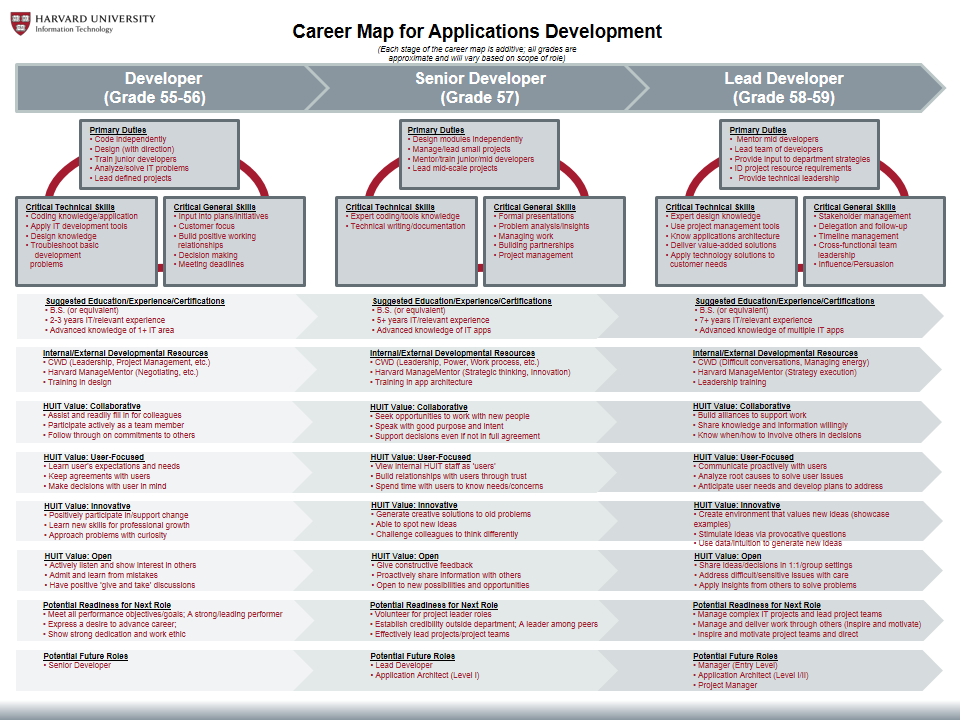 HARVARD UNIVERSITY
Information Technology
Career Map for Applications Development
(Each stage of the career map is additive; all grades are
approximate and will vary based on scope of role)
Developer
(Grade 55-56)
Senior Developer
(Grade 57)
Lead Developer
(Grade 58-59)
Primary Duties
• Code independently
• Design (with direction)
• Train junior developers
• Analyze/solve IT problems
• Lead defined projects
Critical Technical Skills
• Coding knowledge/application
• Apply IT development tools
• Design knowledge
• Troubleshoot basic
development
problems
Critical General Skills
• Input into plans/initiatives
• Customer focus
• Build positive working
relationships
• Decision making
• Meeting deadlines
Primary Duties
• Design modules independently
• Manage/lead small projects
• Mentor/train junior/mid developers
• Lead mid-scale projects
Critical Technical Skills
• Expert coding/tools knowledge
• Technical writing/documentation
Critical General Skills
• Formal presentations
• Problem analysis/insights
• Managing work
• Building partnerships
• Project management
Primary Duties
• Mentor mid developers
• Lead team of developers
• Provide input to department strategies
• ID project resource requirements
• Provide technical leadership
Critical Technical Skills
• Expert design knowledge
• Use project management tools
• Know applications architecture
• Deliver value-added solutions
• Apply technology solutions to
customer needs
Critical General Skills
• Stakeholder management
• Delegation and follow-up
• Timeline management
• Cross-functional team
leadership
• Influence/Persuasion
Suggested Education/Experience/Certifications
• B.S. (or equivalent)
• 2-3 years IT/relevant experience
• Advanced knowledge of 1+ IT area
Suggested Education/Experience/Certifications
• B.S. (or equivalent)
• 5+ years IT/relevant experience
• Advanced knowledge of IT apps
Suggested Education/Experience/Certifications
• B.S. (or equivalent)
• 7+ years IT/relevant experience
• Advanced knowledge of multiple IT apps
Internal/External Developmental Resources
• CWD (Leadership, Project Management, etc.)
• Harvard ManageMentor (Negotiating, etc.)
• Training in design
Internal/External Developmental Resources
• CWD (Leadership, Power, Work process, etc.)
• Harvard ManageMentor (Strategic thinking, Innovation)
• Training in app architecture
Internal/External Developmental Resources
• CWD (Difficult conversations, Managing energy)
• Harvard ManageMentor (Strategy execution)
• Leadership training
HUIT Value: Collaborative
• Assist and readily fill in for colleagues
• Participate actively as a team member
• Follow through on commitments to others
HUIT Value: Collaborative
• Seek opportunities to work with new people
• Speak with good purpose and intent
• Support decisions even if not in full agreement
HUIT Value: Collaborative
• Build alliances to support work
• Share knowledge and information willingly
• Know when/how to involve others in decisions
HUIT Value: User-Focused
• Learn user's expectations and needs
• Keep agreements with users
• Make decisions with user in mind
HUIT Value: User-Focused
• View internal HUIT staff as 'users'
• Build relationships with users through trust
• Spend time with users to know needs/concerns
HUIT Value: User-Focused
• Communicate proactively with users
• Analyze root causes to solve user issues
• Anticipate user needs and develop plans to address
HUIT Value: Innovative
• Positively participate in/support change
• Learn new skills for professional growth
• Approach problems with curiosity
HUIT Value: Innovative
• Generate creative solutions to old problems
• Able to spot new ideas
• Challenge colleagues to think differently
HUIT Value: Innovative
• Create environment that values new ideas (showcase
examples)
• Stimulate ideas via provocative questions
• Use data/intuition to generate new ideas
HUIT Value: Open
• Actively listen and show interest in others
• Admit and learn from mistakes
• Have positive 'give and take' discussions
HUIT Value: Open
• Give constructive feedback
• Proactively share information with others
• Open to new possibilities and opportunities
HUIT Value: Open
• Share ideas/decisions in 1:1/group settings
• Address difficult/sensitive issues with care
• Apply insights from others to solve problems
Potential Readiness for Next Role
• Meet all performance objectives/goals; A strong/leading performer
• Express a desire to advance career;
• Show strong dedication and work ethic
Potential Readiness for Next Role
• Volunteer for project leader roles
• Establish credibility outside department; A leader among peers
• Effectively lead projects/project teams
Potential Readiness for Next Role
• Manage complex IT projects and lead project teams
• Manage and deliver work through others (Inspire and motivate)
• Inspire and motivate project teams and direct
Potential Future Roles
• Senior Developer
Potential Future Roles
• Lead Developer
• Application Architect (Level I)
Potential Future Roles
• Manager (Entry Level)
• Application Architect (Level I/II)
• Project Manager